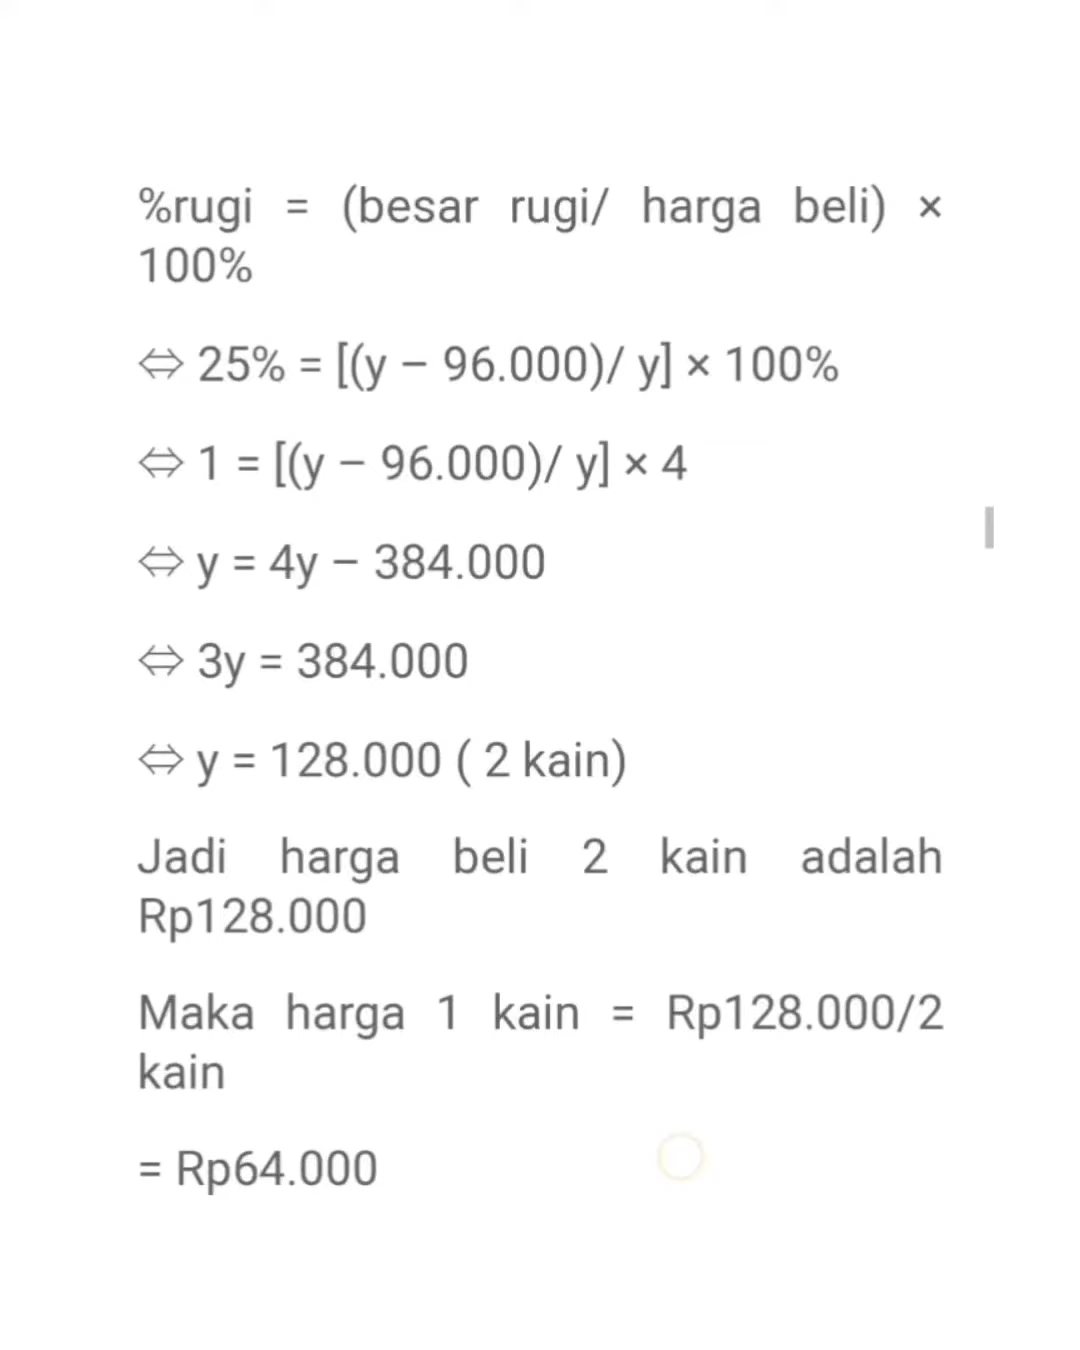 %rugi = (besar rugi/ harga beli) ×
100%
⇔ 25% = [(y – 96.000)/ y] × 100%
⇔ 1 = [(y – 96.000)/ y] × 4
⇔ y = 4y – 384.000
⇔ 3y = 384.000
⇔ y = 128.000 ( 2 kain)
Jadi harga beli 2 kain adalah
Rp128.000
Maka harga 1 kain = Rp128.000/2
kain
= Rp64.000